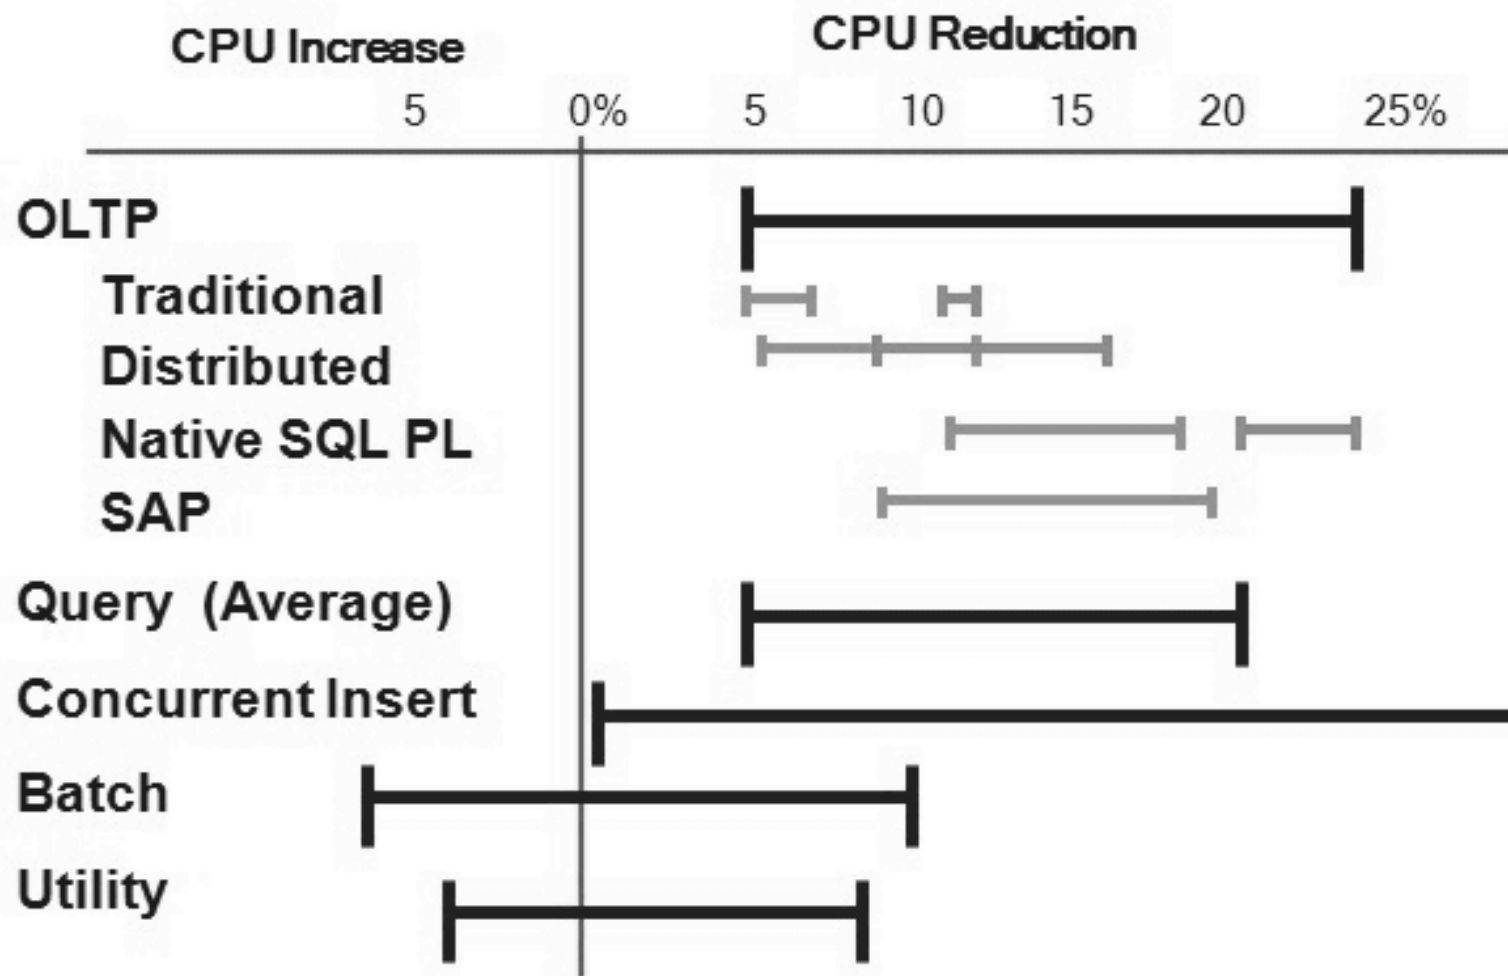 CPU Increase CPU Reduction
5 0% 5 10 15 20 25%
OLTP
Traditional
Distributed
Native SQL PL
SAP
Query (Average)
Concurrent Insert
Batch
Utility